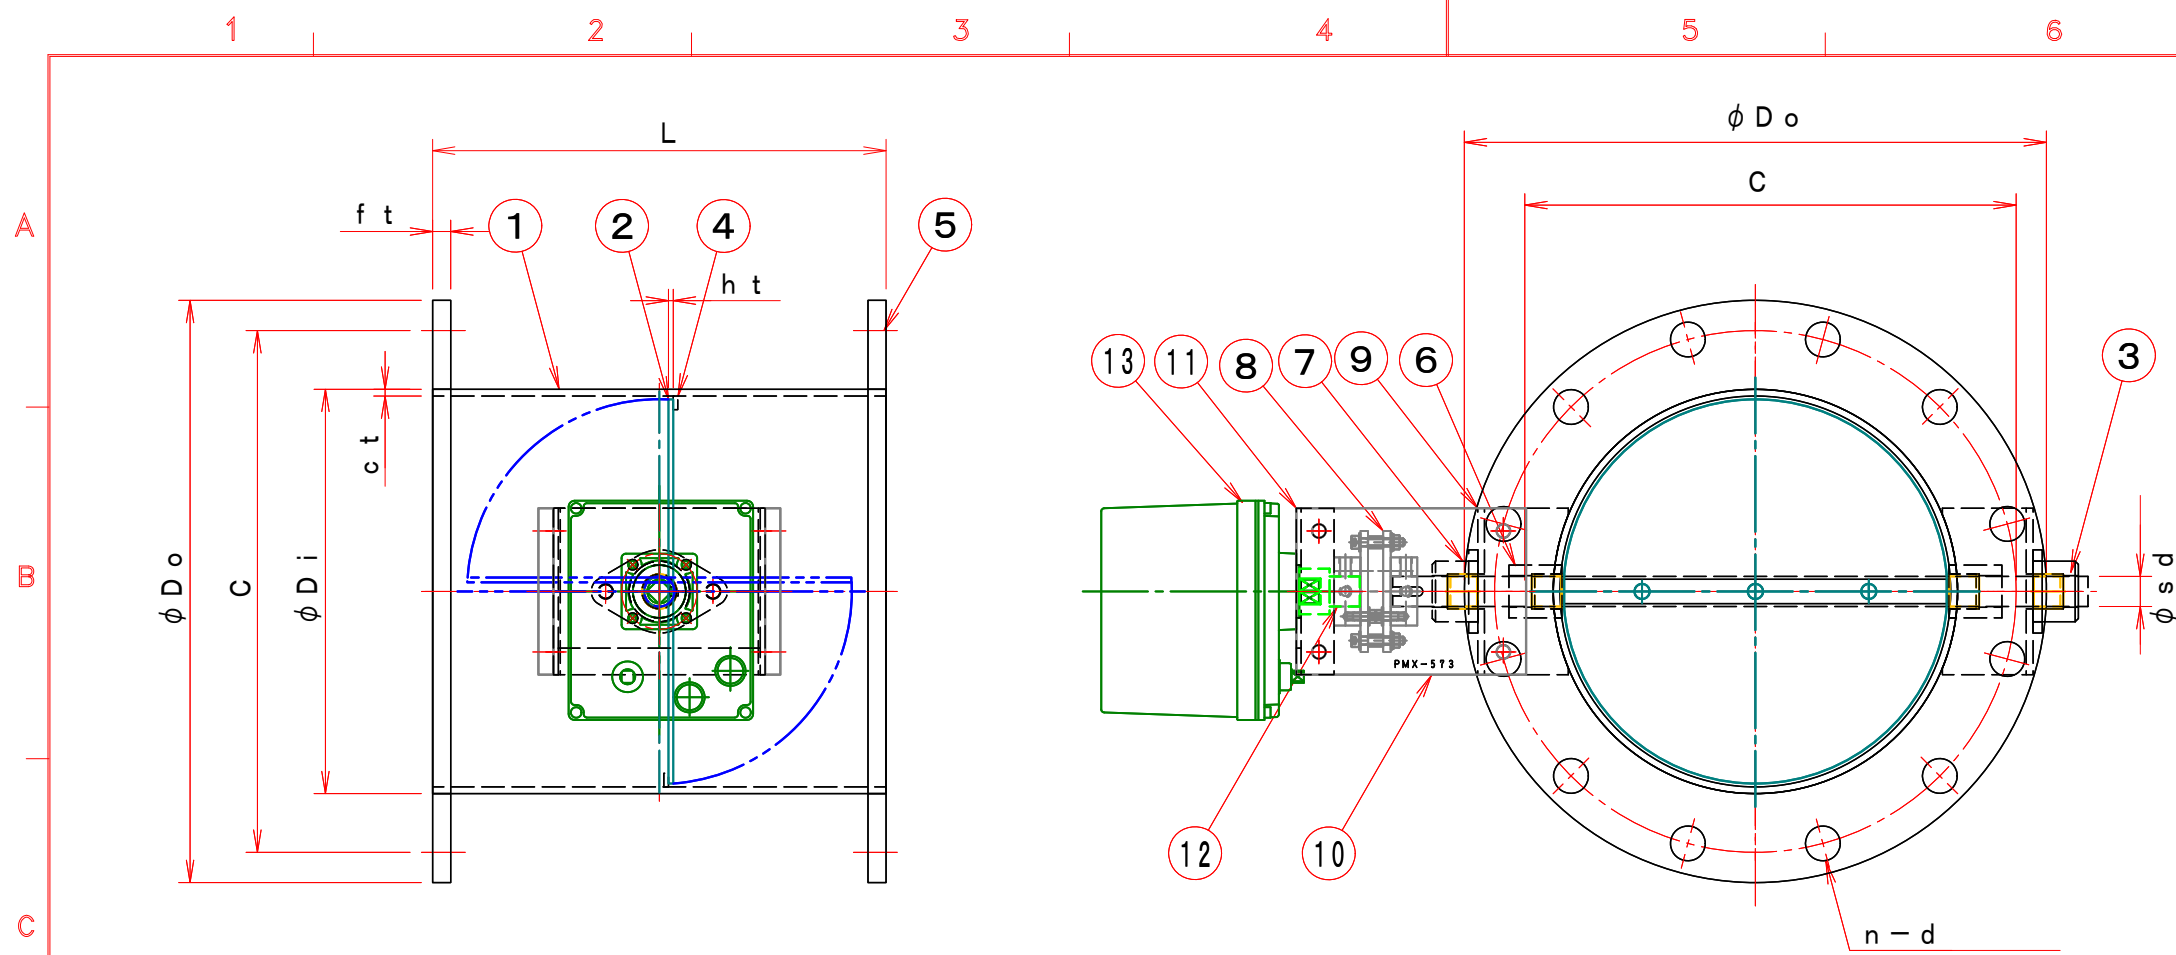 1 2 3 4 5 6
A
B
C
L
f t
1 2 4 5
h t
φ D o
C
φ D i
c t
φ D o
C
13 11 8 7 9 6 3
φ s d
PMX-573
12 10
n - d